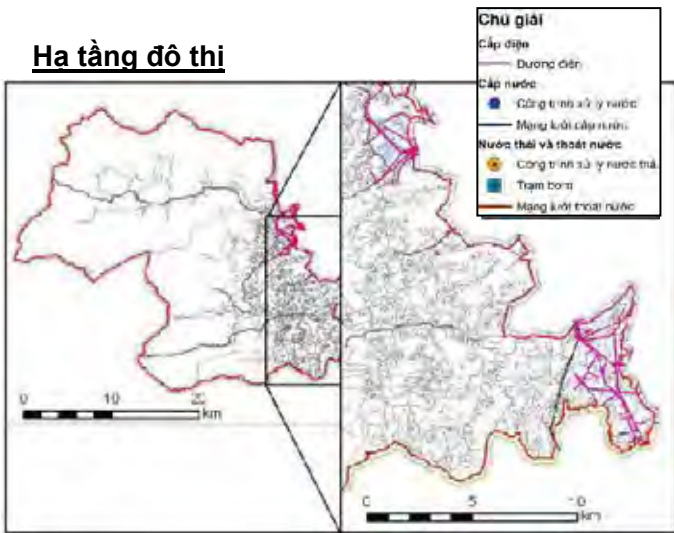 Hạ tầng đô thị
Chú giải
Cấp điện
Đường điện
Cấp nước
Công trình xử lý nước
Mạng lưới cấp nước
Nước thải và thoát nước
Công trình xử lý nước thả
Trạm bơm
Mạng lưới thoát nước
0 10 20
km
0 5 10
km